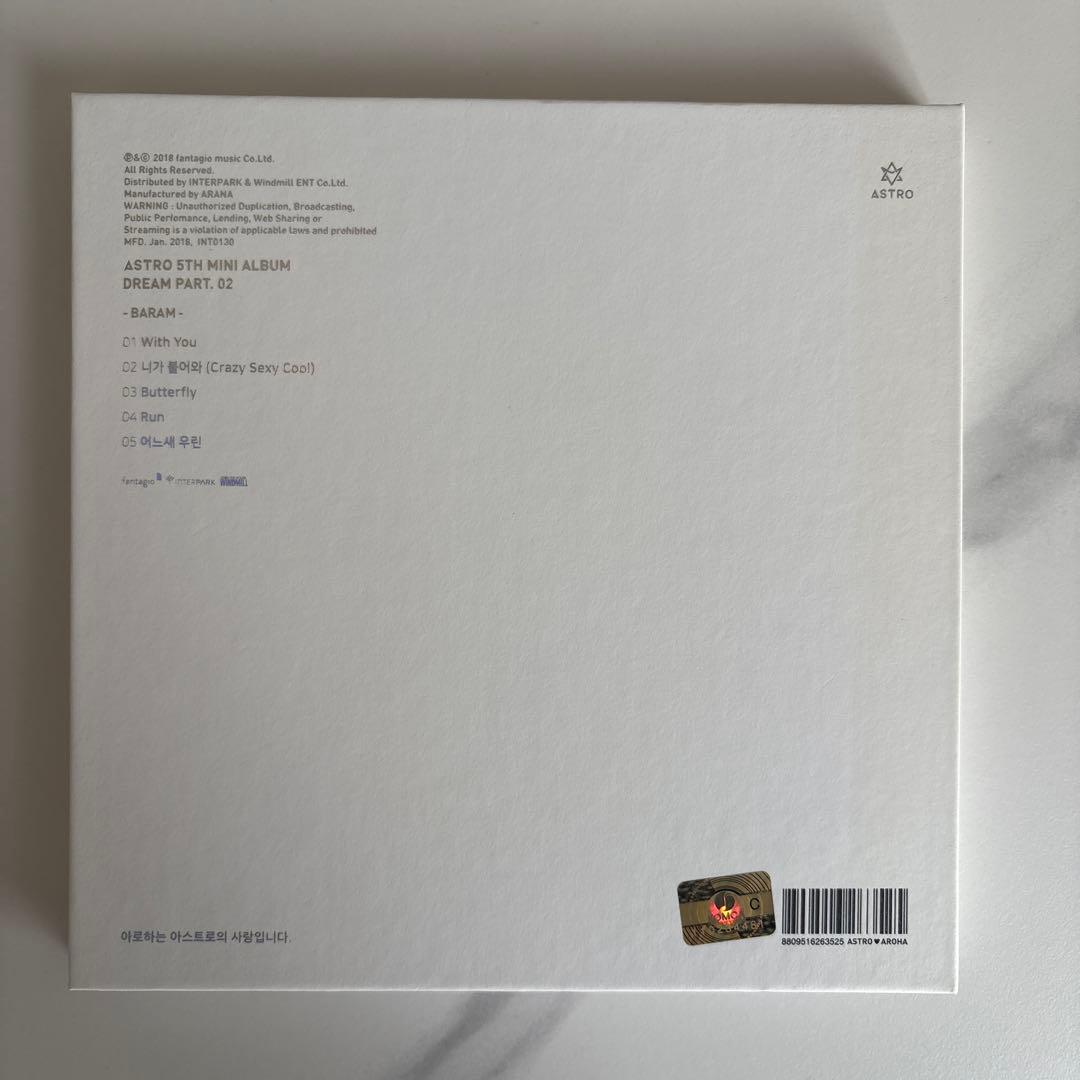 ℗&© 2018 fantagio music Co.Ltd.
All Rights Reserved.
Distributed by INTERPARK & Windmill ENT Co.Ltd.
Manufactured by ARANA
WARNING : Unauthorized Duplication, Broadcasting,
Public Perfomance, Lending, Web Sharing or
Streaming is a violation of applicable laws and prohibited
MFD. Jan. 2018, INT0130
ASTRO
ASTRO 5TH MINI ALBUM
DREAM PART. 02
- BARAM -
01 With You
02 니가 불어와 (Crazy Sexy Cool)
03 Butterfly
04 Run
05 어느새 우린
fantagio INTERPARK WINDMILL
아로하는 아스트로의 사랑입니다.
C
8809516263525 ASTRO♥AROHA